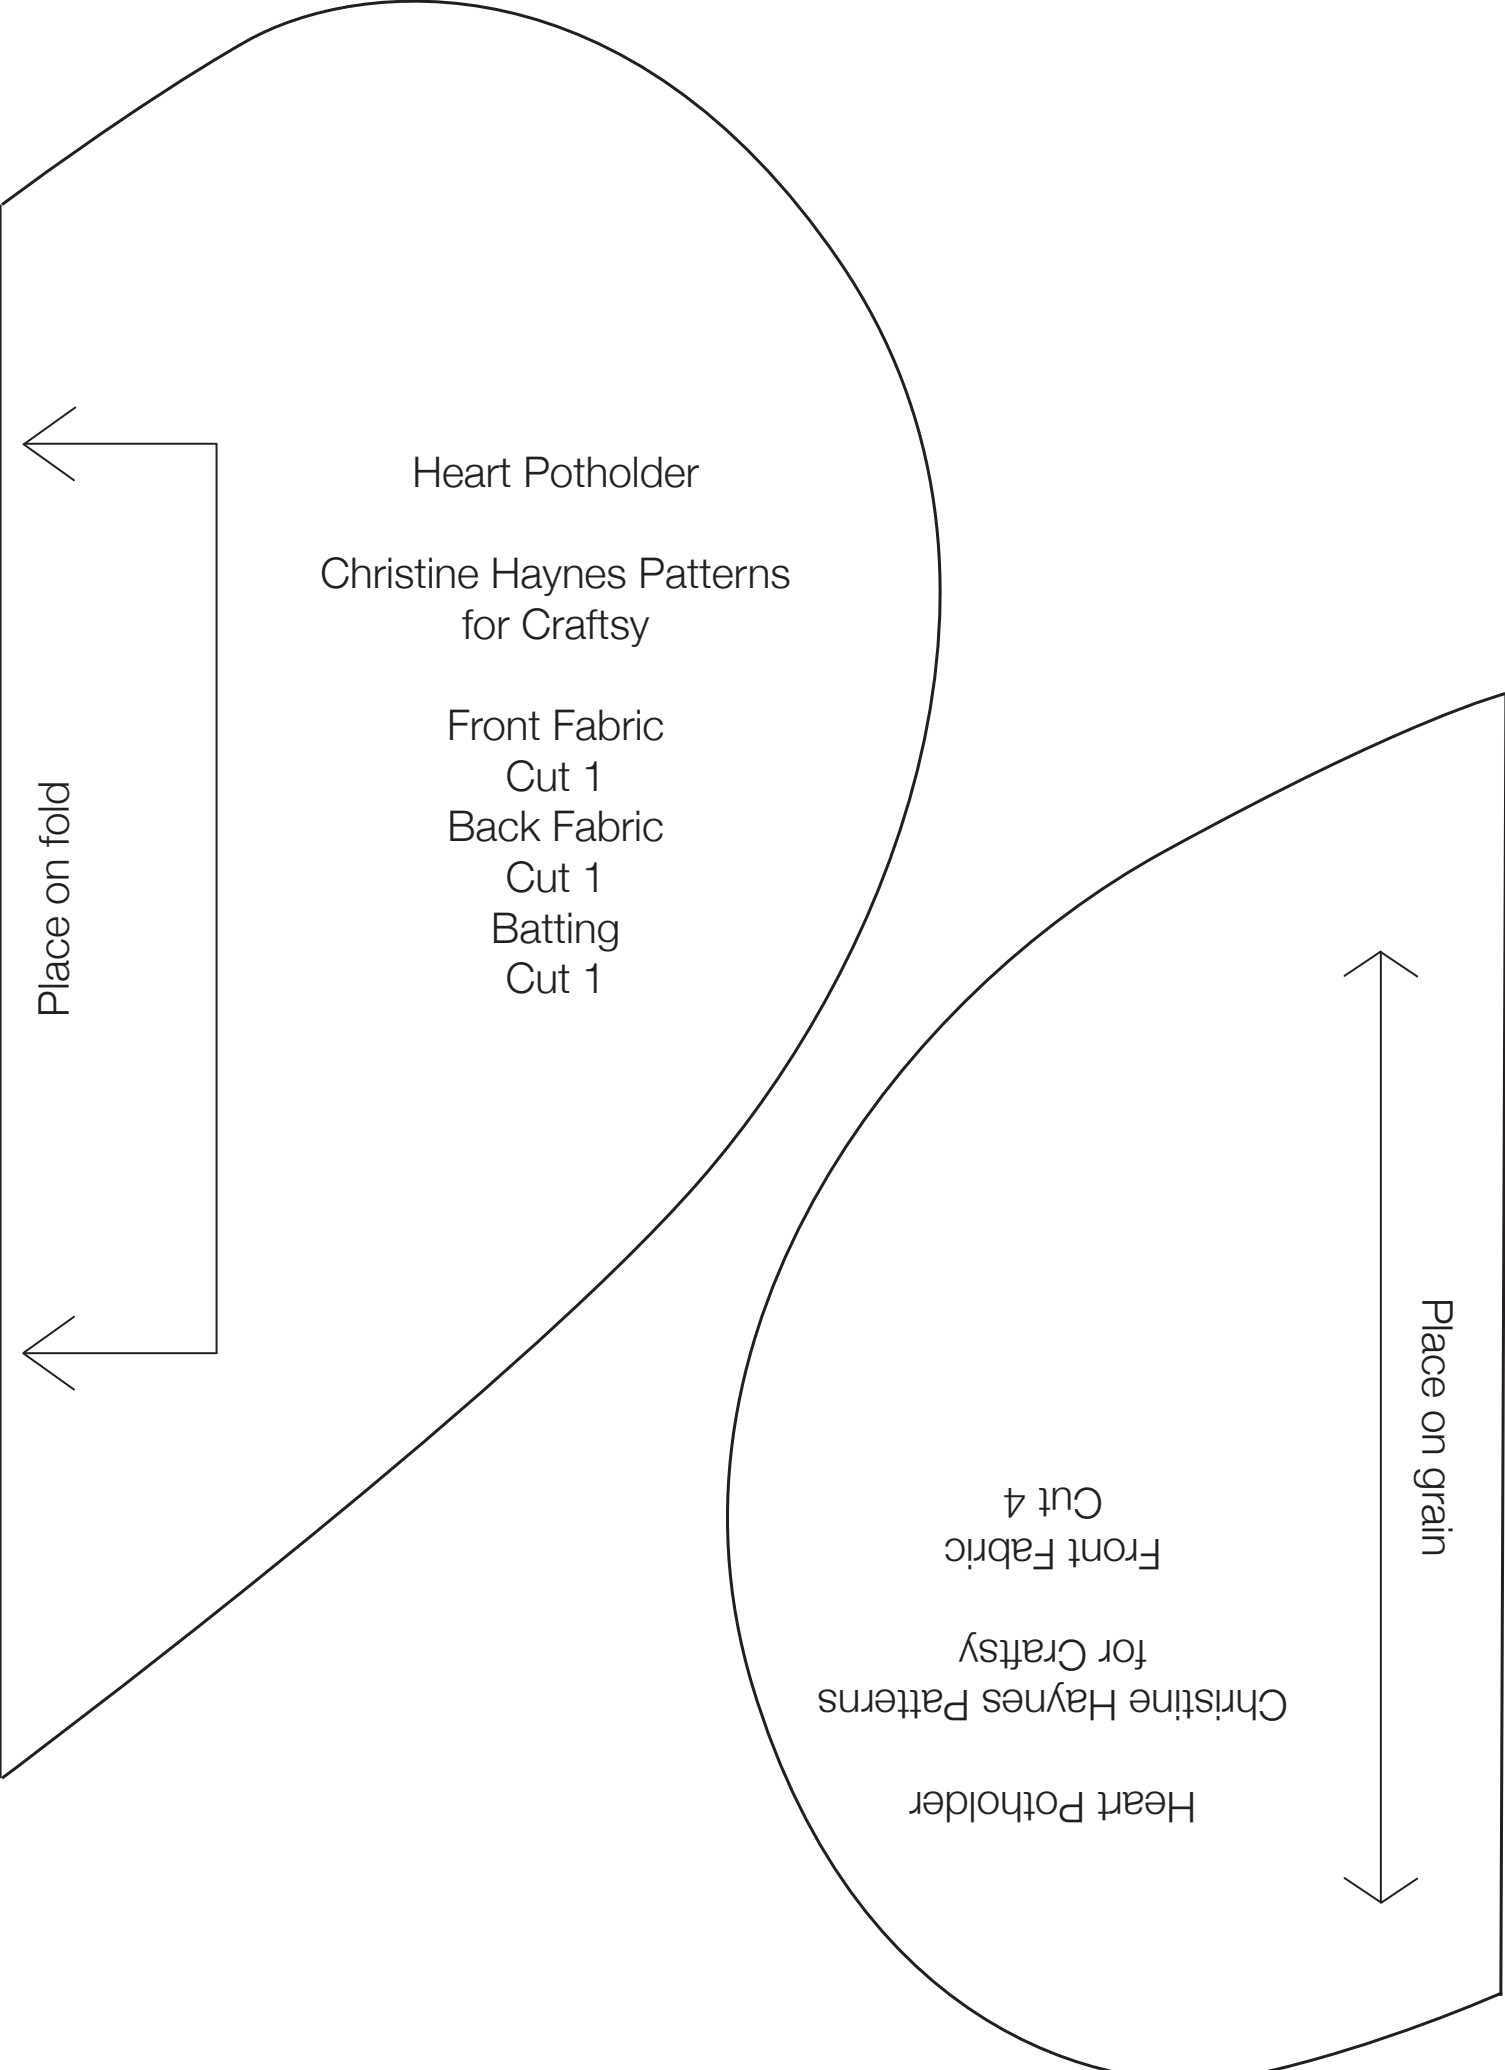 Heart Potholder
Christine Haynes Patterns
for Craftsy
Front Fabric
Cut 1
Back Fabric
Cut 1
Batting
Cut 1
Place on fold
Heart Potholder
Christine Haynes Patterns
for Craftsy
Front Fabric
Cut 4
Place on grain